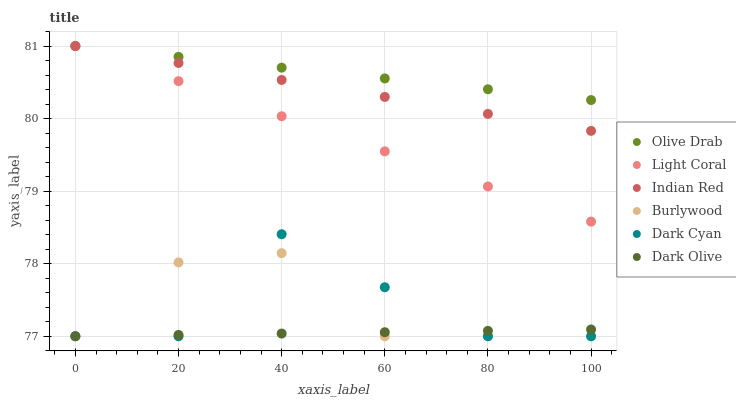 title
yaxis_label
81
80
79
78
77
0 20 40 60 80 100
xaxis_label
Olive Drab
Light Coral
Indian Red
Burlywood
Dark Cyan
Dark Olive